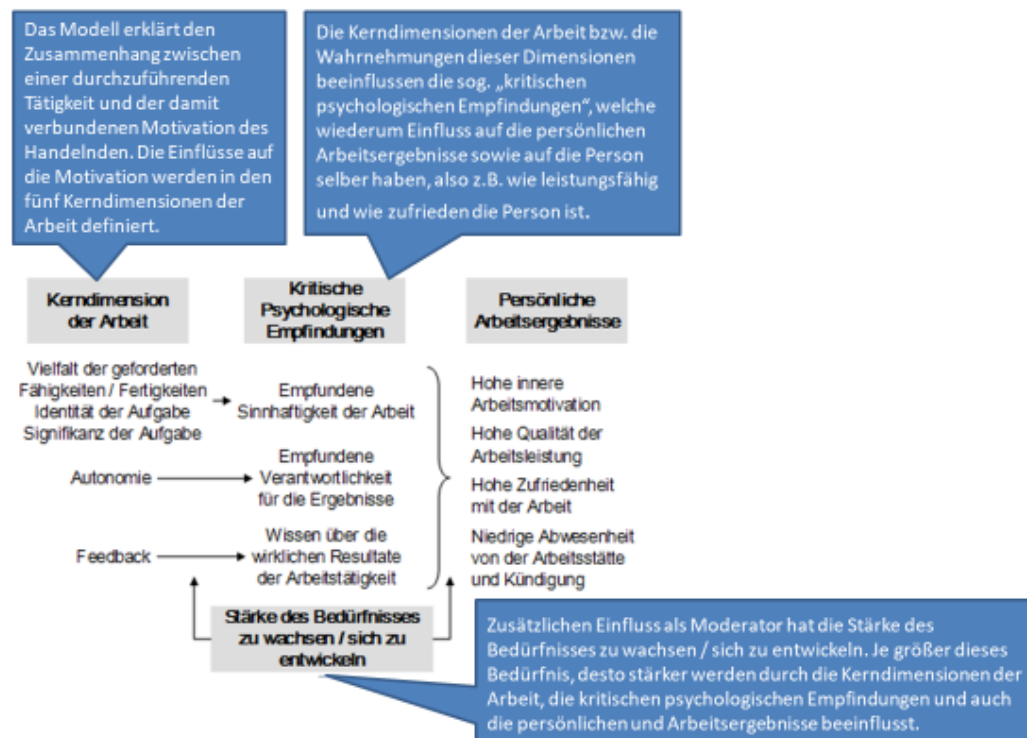 Das Modell erklärt den
Zusammenhang zwischen
einer durchzuführenden
Tätigkeit und der damit
verbundenen Motivation des
Handelnden. Die Einflüsse auf
die Motivation werden in den
fünf Kerndimensionen der
Arbeit definiert.
Die Kerndimensionen der Arbeit bzw. die
Wahrnehmungen dieser Dimensionen
beeinflussen die sog. „kritischen
psychologischen Empfindungen“, welche
wiederum Einfluss auf die persönlichen
Arbeitsergebnisse sowie auf die Person
selber haben, also z.B. wie leistungsfähig
und wie zufrieden die Person ist.
Kerndimension
der Arbeit
Kritische
Psychologische
Empfindungen
Persönliche
Arbeitsergebnisse
Vielfalt der geforderten
Fähigkeiten / Fertigkeiten
Identität der Aufgabe
Signifikanz der Aufgabe
Empfundene
Sinnhaftigkeit der Arbeit
Autonomie
Empfundene
Verantwortlichkeit
für die Ergebnisse
Feedback
Wissen über die
wirklichen Resultate
der Arbeitstätigkeit
Hohe innere
Arbeitsmotivation
Hohe Qualität der
Arbeitsleistung
Hohe Zufriedenheit
mit der Arbeit
Niedrige Abwesenheit
von der Arbeitsstätte
und Kündigung
Stärke des Bedürfnisses
zu wachsen / sich zu
entwickeln
Zusätzlichen Einfluss als Moderator hat die Stärke des
Bedürfnisses zu wachsen / sich zu entwickeln. Je größer dieses
Bedürfnis, desto stärker werden durch die Kerndimensionen der
Arbeit, die kritischen psychologischen Empfindungen und auch
die persönlichen und Arbeitsergebnisse beeinflusst.